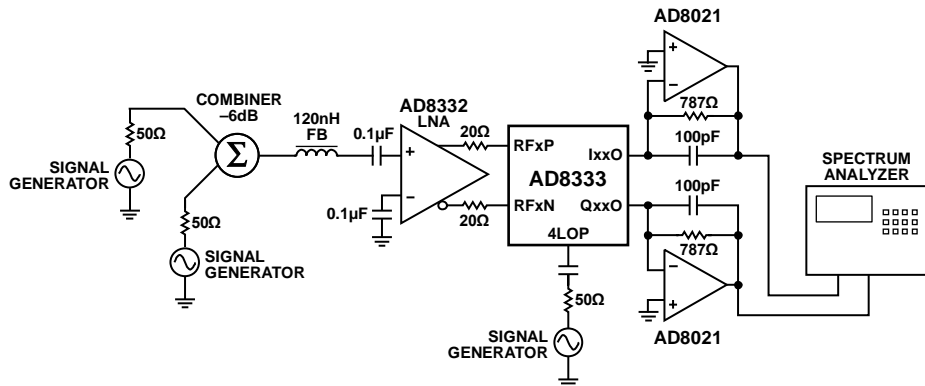 AD8021
COMBINER
–6dB
50Ω
120nH
FB
0.1µF
AD8332
LNA
20Ω
787Ω
100pF
SIGNAL
GENERATOR
Σ
RFxP
IxxO
AD8333
100pF
SPECTRUM
ANALYZER
0.1µF
20Ω
RFxN
QxxO
4LOP
787Ω
50Ω
SIGNAL
GENERATOR
50Ω
SIGNAL
GENERATOR
AD8021
+
–
+
–
–
+